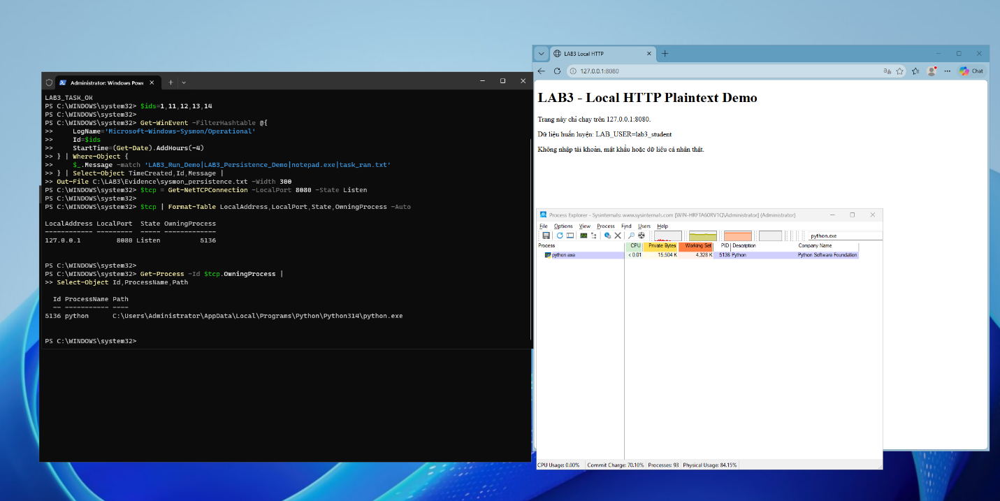 Administrator: Windows Powe
LAB3_TASK_OK
PS C:\WINDOWS\system32> $ids=1,11,12,13,14
PS C:\WINDOWS\system32>
PS C:\WINDOWS\system32> Get-WinEvent -FilterHashtable @{
>>     LogName='Microsoft-Windows-Sysmon/Operational'
>>     Id=$ids
>>     StartTime=(Get-Date).AddHours(-4)
>> } | Where-Object {
>>     $_.Message -match 'LAB3_Run_Demo|LAB3_Persistence_Demo|notepad.exe|task_ran.txt'
>> } | Select-Object TimeCreated,Id,Message |
>> Out-File C:\LAB3\Evidence\sysmon_persistence.txt -Width 300
PS C:\WINDOWS\system32> $tcp = Get-NetTCPConnection -LocalPort 8080 -State Listen
PS C:\WINDOWS\system32>
PS C:\WINDOWS\system32> $tcp | Format-Table LocalAddress,LocalPort,State,OwningProcess -Auto
LocalAddress LocalPort  State OwningProcess
------------ ---------  ----- -------------
127.0.0.1         8080 Listen          5136
PS C:\WINDOWS\system32>
PS C:\WINDOWS\system32> Get-Process -Id $tcp.OwningProcess |
>> Select-Object Id,ProcessName,Path
  Id ProcessName Path
  -- ----------- ----
5136 python      C:\Users\Administrator\AppData\Local\Programs\Python\Python314\python.exe
PS C:\WINDOWS\system32>
LAB3 Local HTTP
127.0.0.1:8080
Chat
LAB3 - Local HTTP Plaintext Demo
Trang này chỉ chạy trên 127.0.0.1:8080.
Dữ liệu huấn luyện: LAB_USER=lab3_student
Không nhập tài khoản, mật khẩu hoặc dữ liệu cá nhân thật.
Process Explorer - Sysinternals: www.sysinternals.com [WIN-HRFTA60RV1Q\Administrator] (Administrator)
File Options View Process Find Users Help
python.exe
Process CPU Private Bytes Working Set PID Description Company Name
python.exe < 0.01 15,504 K 4,328 K 5136 Python Python Software Foundation
CPU Usage: 0.00% Commit Charge: 70.10% Processes: 93 Physical Usage: 84.15%